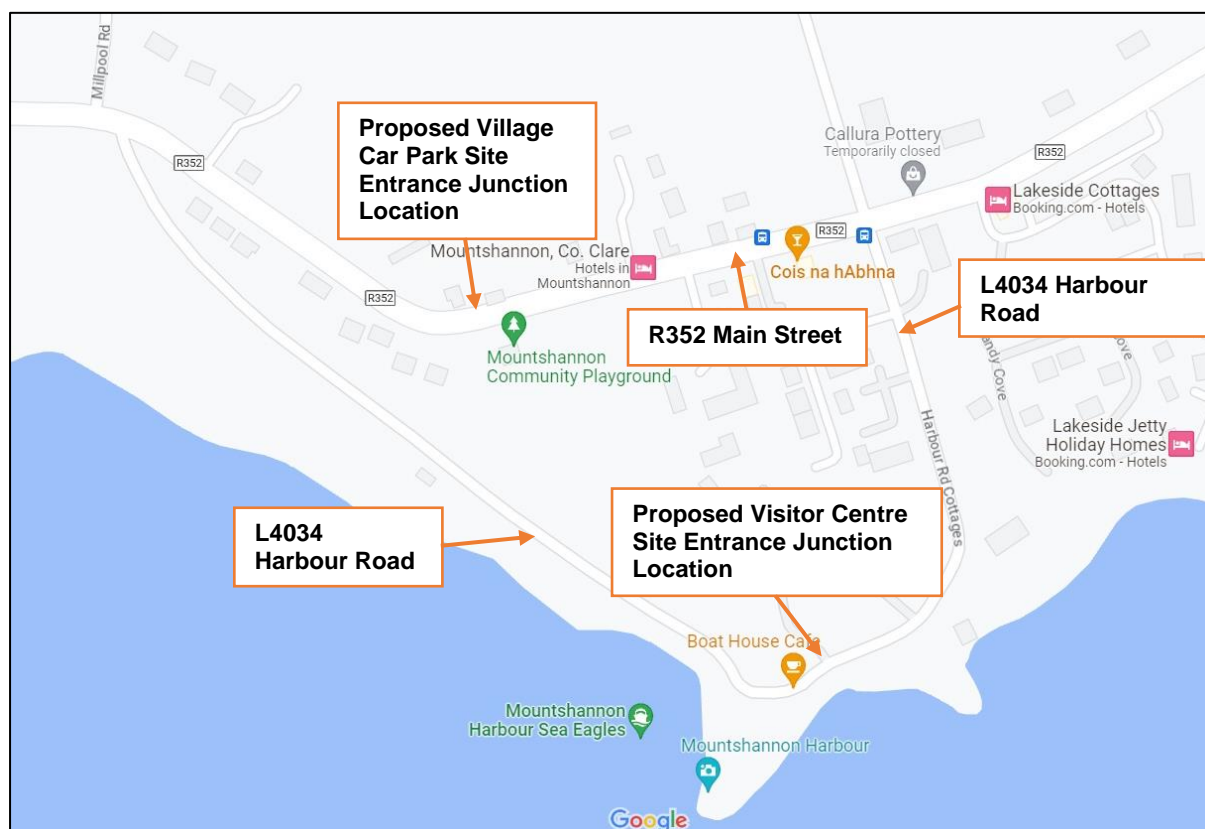 Millpool Rd
R352
Proposed Village
Car Park Site
Entrance Junction
Location
Callura Pottery
Temporarily closed
R352
Lakeside Cottages
Booking.com - Hotels
Mountshannon, Co. Clare
Hotels in
Mountshannon
R352
Cois na hAbhna
L4034 Harbour
Road
R352
R352 Main Street
Mountshannon
Community Playground
andy Cove
ove
Harbour Rd Cottages
Lakeside Jetty
Holiday Homes
Booking.com - Hotels
L4034
Harbour Road
Proposed Visitor Centre
Site Entrance Junction
Location
Boat House Cafe
Mountshannon
Harbour Sea Eagles
Mountshannon Harbour
Google